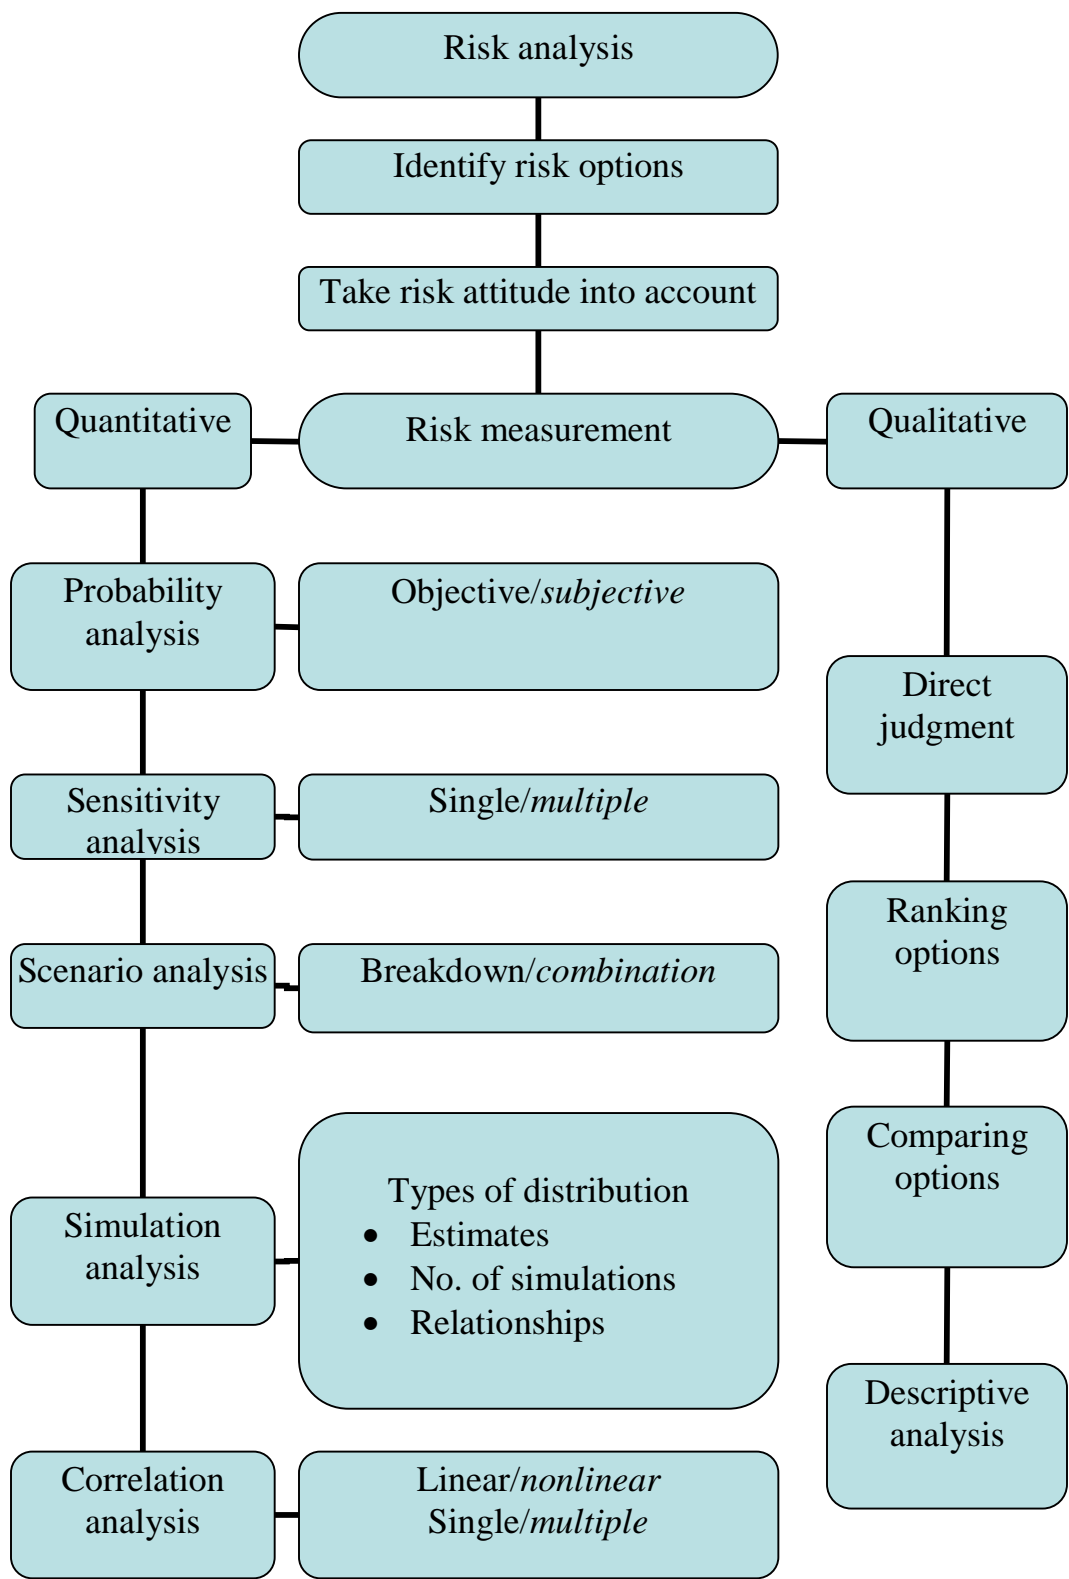 Risk analysis
Identify risk options
Take risk attitude into account
Quantitative
Risk measurement
Qualitative
Probability
analysis
Objective/subjective
Direct
judgment
Sensitivity
analysis
Single/multiple
Ranking
options
Scenario analysis
Breakdown/combination
Comparing
options
Simulation
analysis
Types of distribution
• Estimates
• No. of simulations
• Relationships
Descriptive
analysis
Correlation
analysis
Linear/nonlinear
Single/multiple